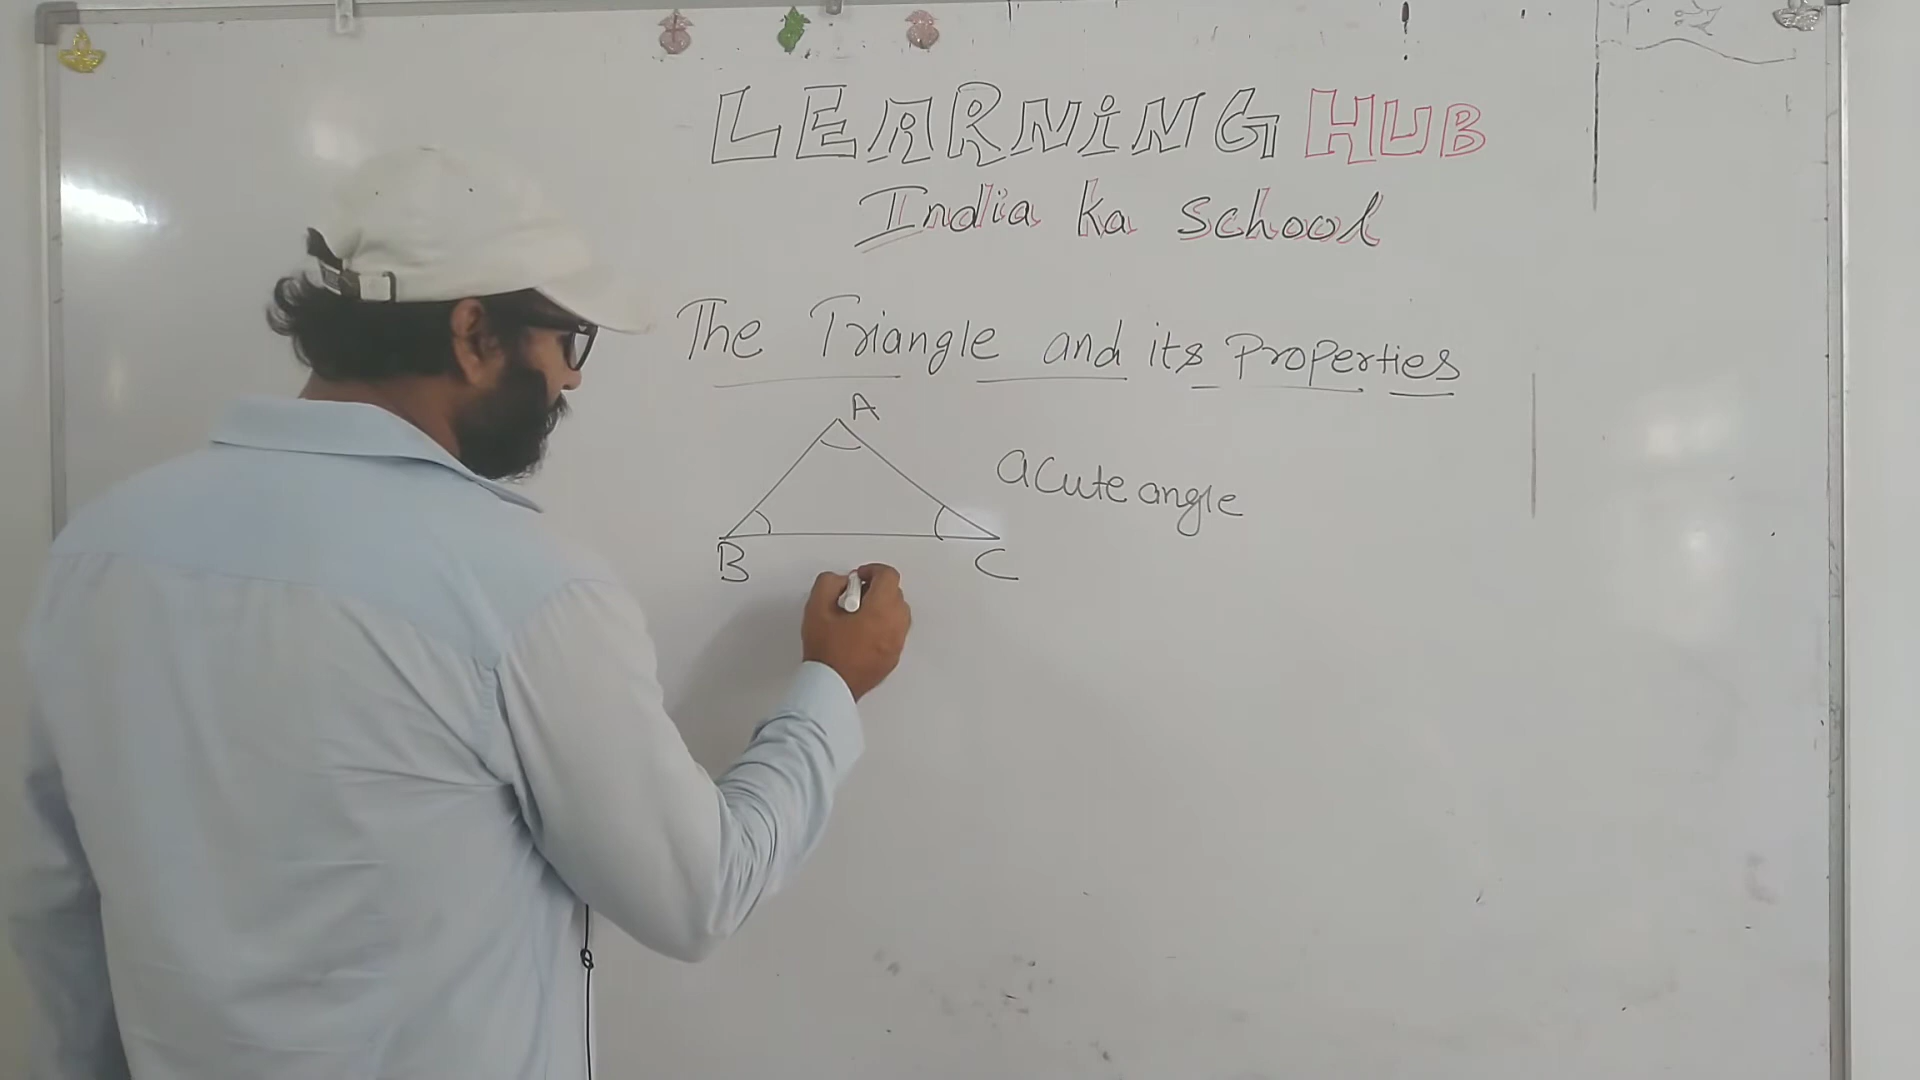 LEARNiNG HUB
India ka school
The Triangle and its Properties
A
acute angle
B C